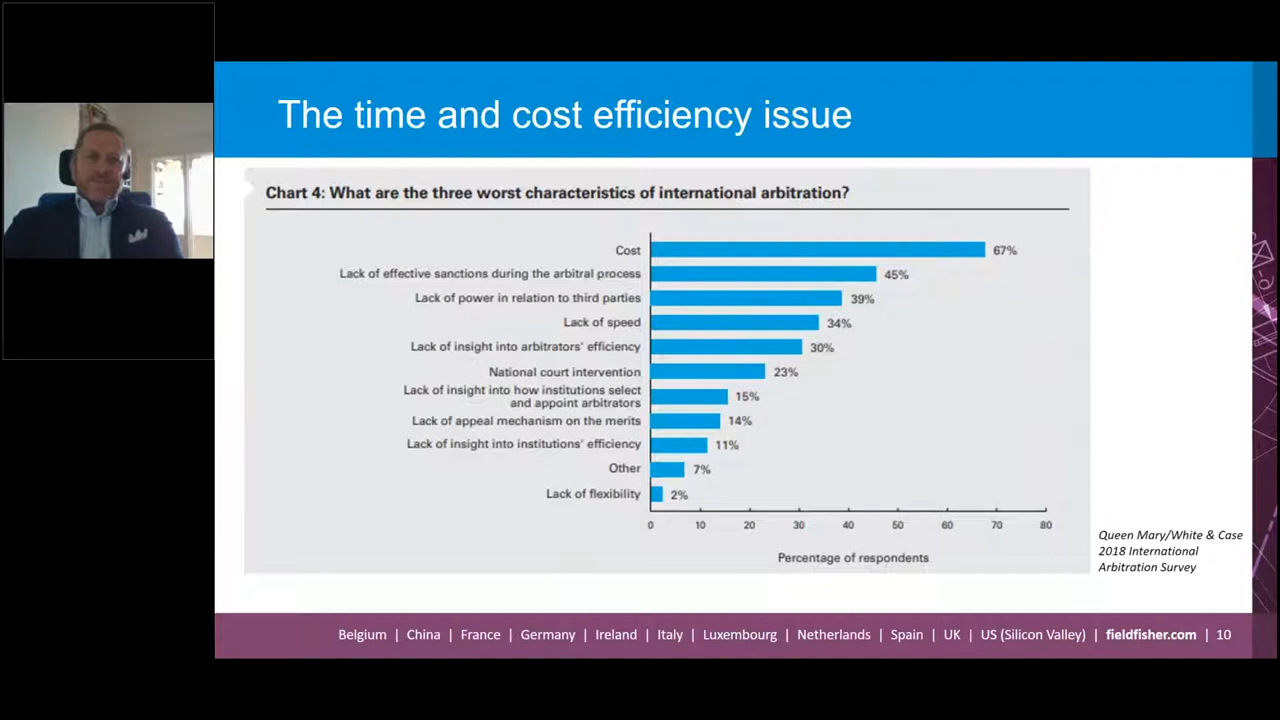 The time and cost efficiency issue
Chart 4: What are the three worst characteristics of international arbitration?
Cost 67%
Lack of effective sanctions during the arbitral process 45%
Lack of power in relation to third parties 39%
Lack of speed 34%
Lack of insight into arbitrators' efficiency 30%
National court intervention 23%
Lack of insight into how institutions select
and appoint arbitrators 15%
Lack of appeal mechanism on the merits 14%
Lack of insight into institutions' efficiency 11%
Other 7%
Lack of flexibility 2%
0 10 20 30 40 50 60 70 80
Percentage of respondents
Queen Mary/White & Case
2018 International
Arbitration Survey
Belgium | China | France | Germany | Ireland | Italy | Luxembourg | Netherlands | Spain | UK | US (Silicon Valley) | fieldfisher.com | 10